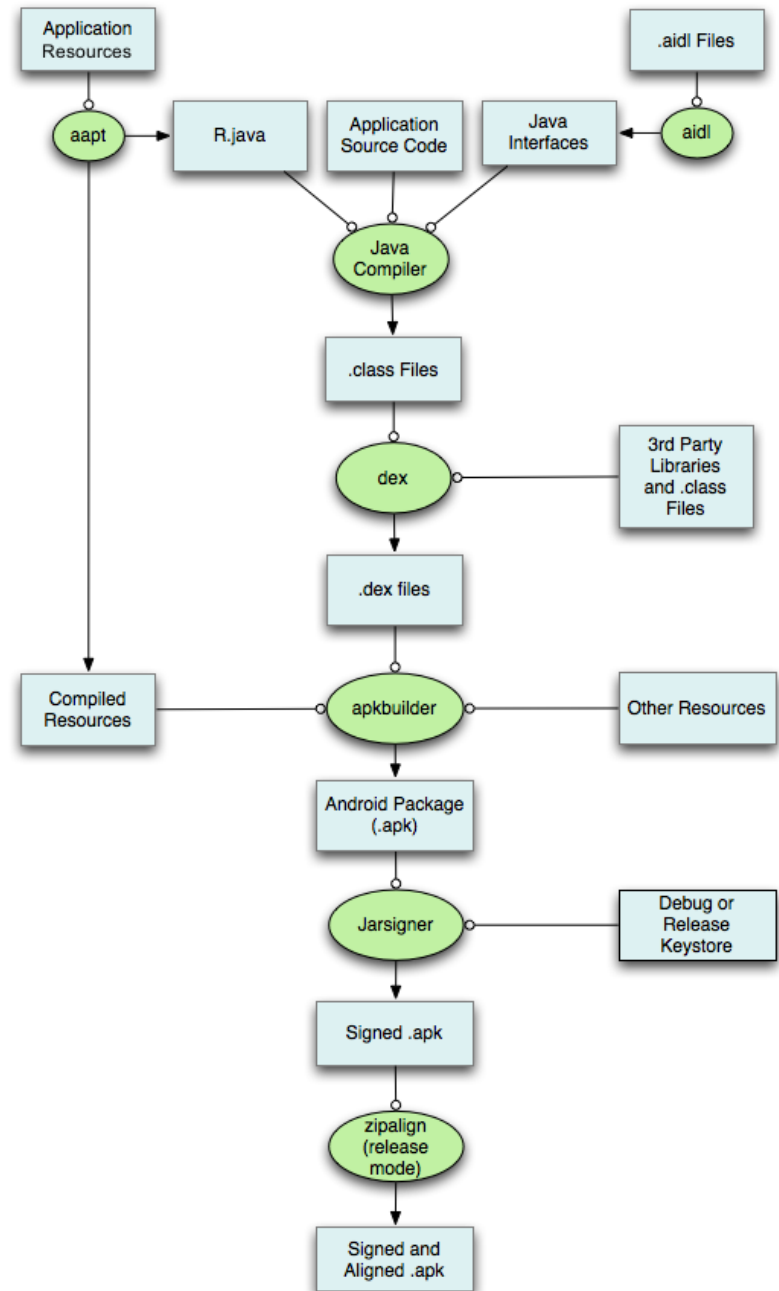 Application
Resources
.aidl Files
aapt
R.java
Application
Source Code
Java
Interfaces
aidl
Java
Compiler
.class Files
dex
3rd Party
Libraries
and .class
Files
.dex files
Compiled
Resources
apkbuilder
Other Resources
Android Package
(.apk)
Jarsigner
Debug or
Release
Keystore
Signed .apk
zipalign
(release
mode)
Signed and
Aligned .apk